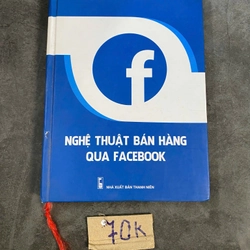 f
NGHỆ THUẬT BÁN HÀNG
QUA FACEBOOK
NHÀ XUẤT BẢN THANH NIÊN
70K